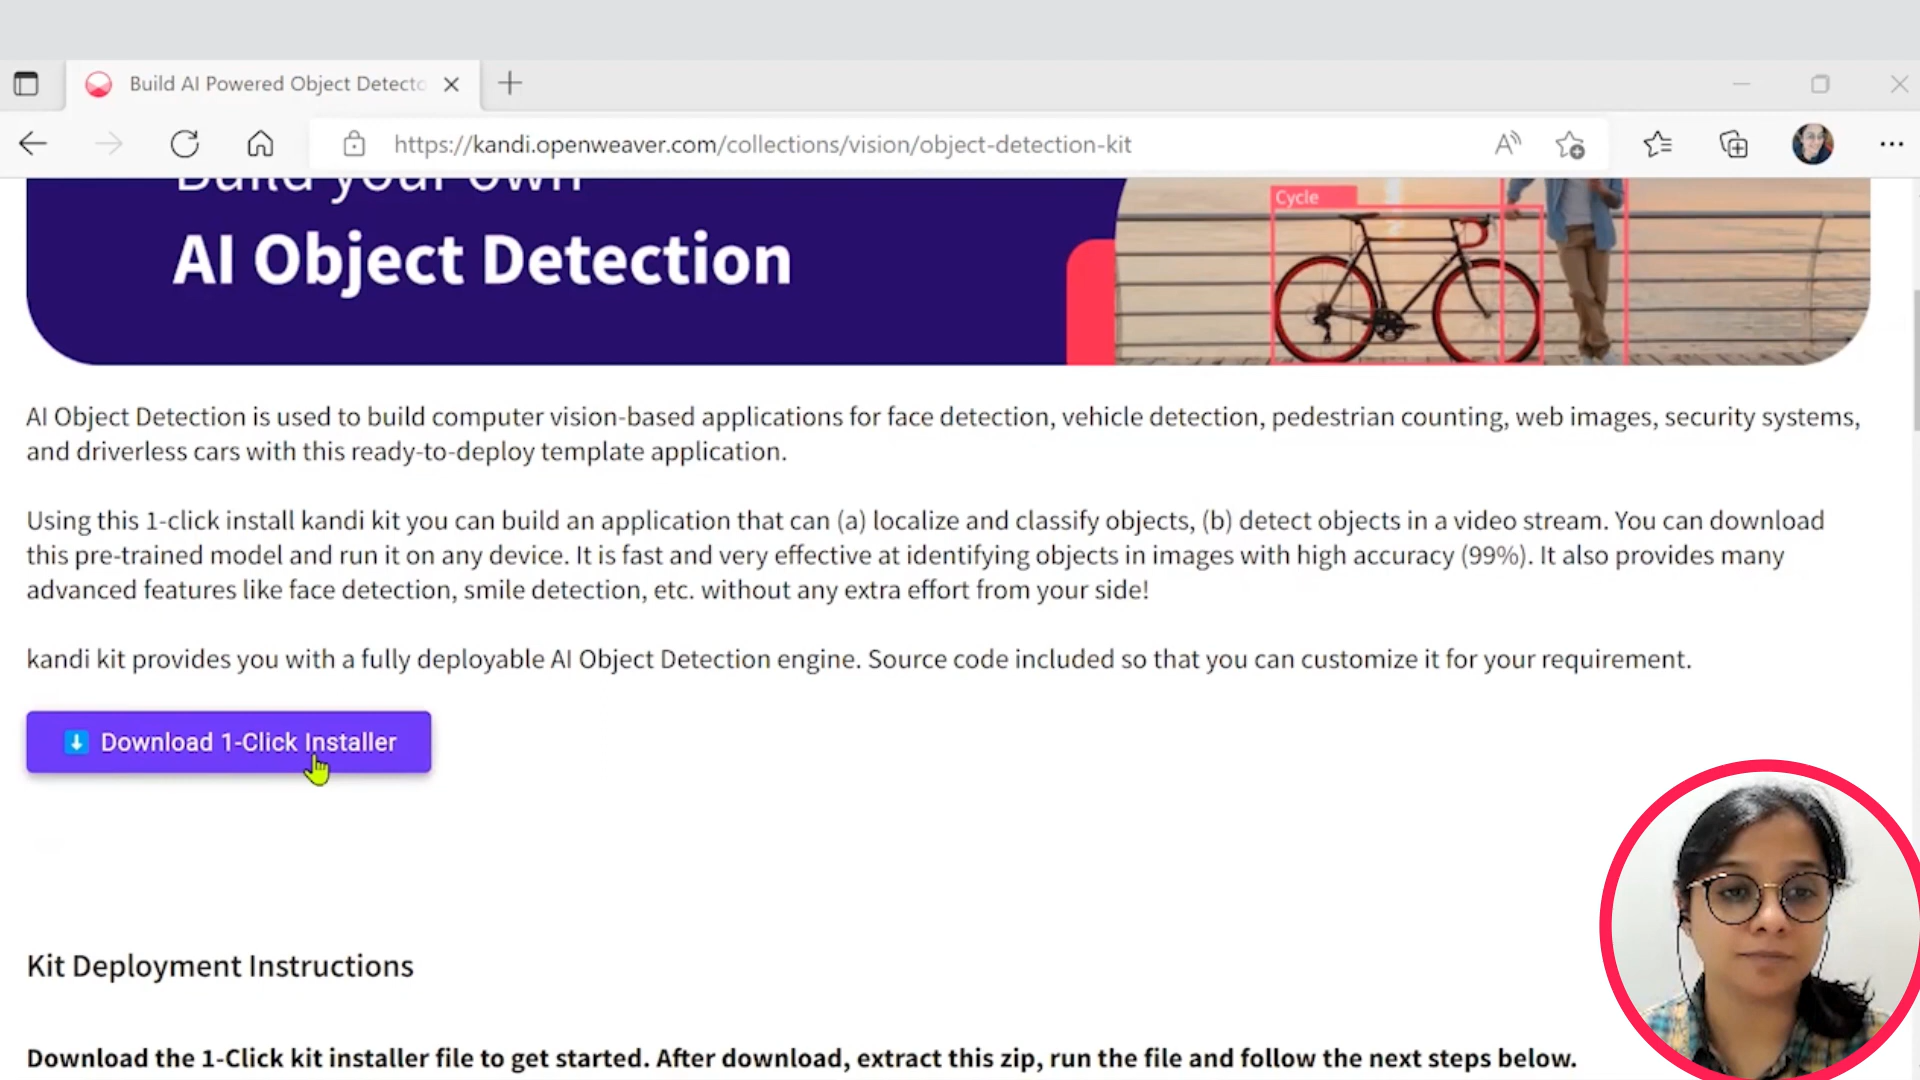 Build AI Powered Object Detecto
https://kandi.openweaver.com/collections/vision/object-detection-kit
Build your own
AI Object Detection
Cycle
AI Object Detection is used to build computer vision-based applications for face detection, vehicle detection, pedestrian counting, web images, security systems,
and driverless cars with this ready-to-deploy template application.
Using this 1-click install kandi kit you can build an application that can (a) localize and classify objects, (b) detect objects in a video stream. You can download
this pre-trained model and run it on any device. It is fast and very effective at identifying objects in images with high accuracy (99%). It also provides many
advanced features like face detection, smile detection, etc. without any extra effort from your side!
kandi kit provides you with a fully deployable AI Object Detection engine. Source code included so that you can customize it for your requirement.
Download 1-Click Installer
Kit Deployment Instructions
Download the 1-Click kit installer file to get started. After download, extract this zip, run the file and follow the next steps below.